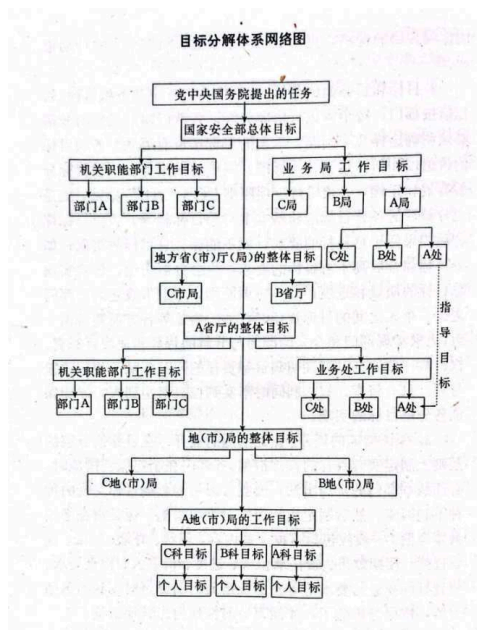 目标分解体系网络图
党中央国务院提出的任务
国家安全部总体目标
机关职能部门工作目标 业务局工作目标
部门A 部门B 部门C C局 B局 A局
地方省(市)厅(局)的整体目标 C处 B处 A处
C市局 B省厅
A省厅的整体目标
指导目标
机关职能部门工作目标 业务处工作目标
部门A 部门B 部门C C处 B处 A处
地(市)局的整体目标
C地(市)局 B地(市)局
A地(市)局的工作目标
C科目标 B科目标 A科目标
个人目标 个人目标 个人目标